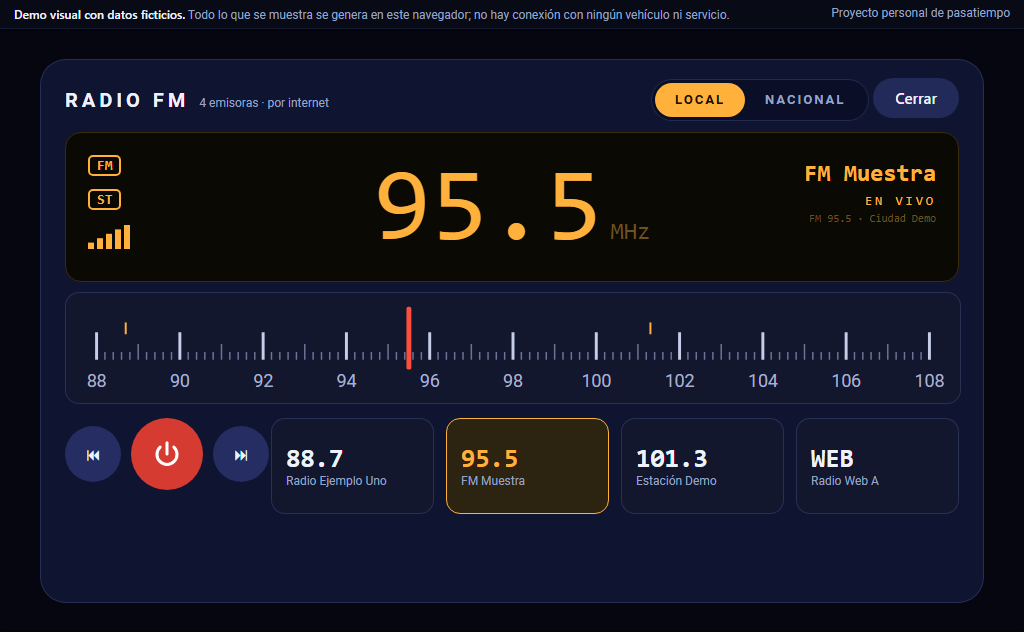 Demo visual con datos ficticios. Todo lo que se muestra se genera en este navegador; no hay conexión con ningún vehículo ni servicio.
Proyecto personal de pasatiempo
RADIO FM
4 emisoras · por internet
LOCAL
NACIONAL
Cerrar
FM
ST
95.5 MHz
FM Muestra
EN VIVO
FM 95.5 · Ciudad Demo
88 90 92 94 96 98 100 102 104 106 108
88.7
Radio Ejemplo Uno
95.5
FM Muestra
101.3
Estación Demo
WEB
Radio Web A